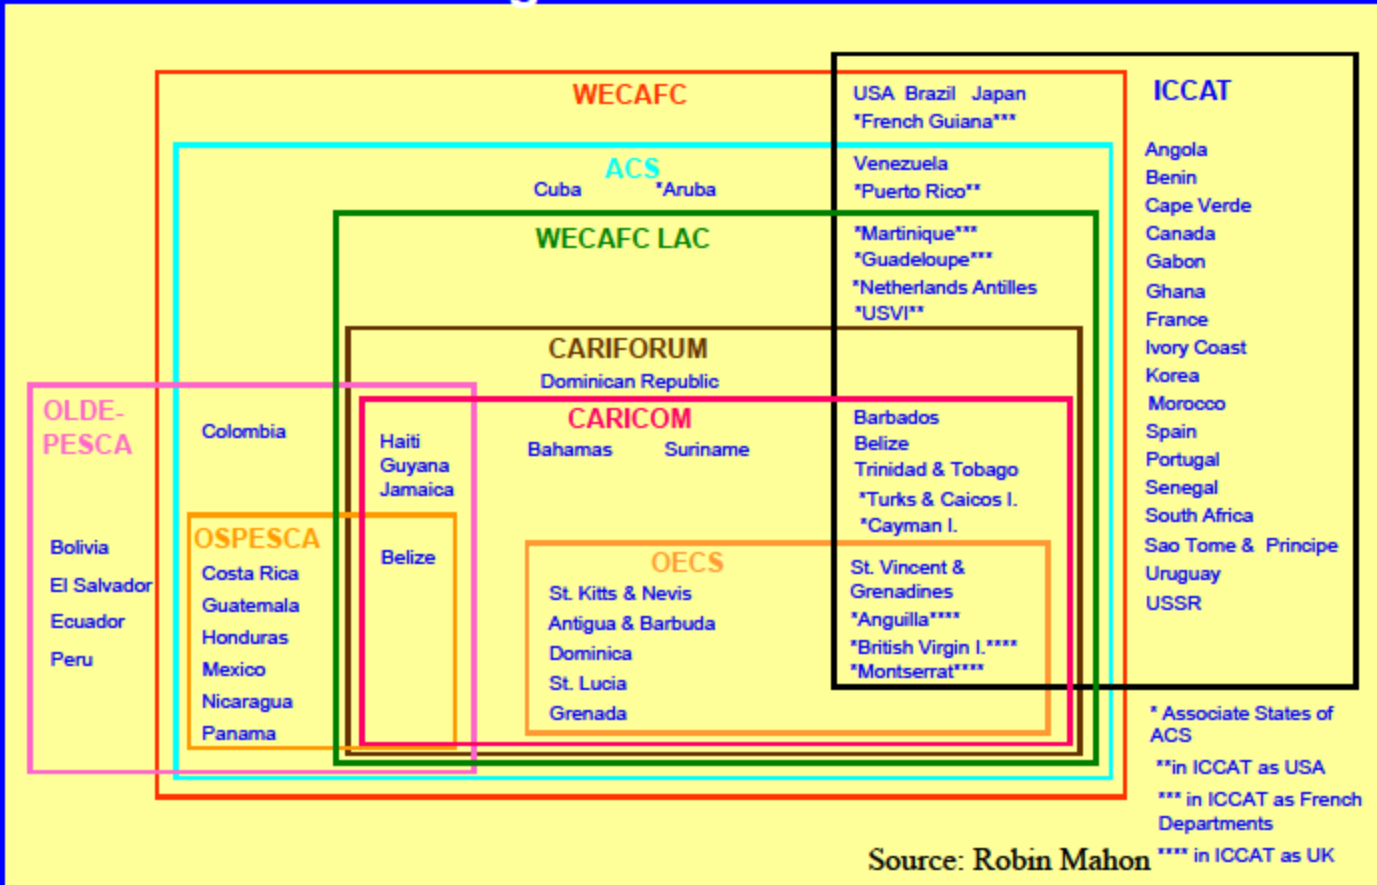 WECAFC
USA Brazil Japan
*French Guiana***
ICCAT
ACS
Cuba *Aruba
Venezuela
*Puerto Rico**
WECAFC LAC
*Martinique***
*Guadeloupe***
*Netherlands Antilles
*USVI**
CARIFORUM
Dominican Republic
OLDE-
PESCA
Colombia
Haiti
Guyana
Jamaica
CARICOM
Bahamas Suriname
Barbados
Belize
Trinidad & Tobago
*Turks & Caicos I.
*Cayman I.
Bolivia
El Salvador
Ecuador
Peru
OSPESCA
Costa Rica
Guatemala
Honduras
Mexico
Nicaragua
Panama
Belize
OECS
St. Kitts & Nevis
Antigua & Barbuda
Dominica
St. Lucia
Grenada
St. Vincent &
Grenadines
*Anguilla****
*British Virgin I.****
*Montserrat****
Angola
Benin
Cape Verde
Canada
Gabon
Ghana
France
Ivory Coast
Korea
Morocco
Spain
Portugal
Senegal
South Africa
Sao Tome & Principe
Uruguay
USSR
* Associate States of
ACS
**in ICCAT as USA
*** in ICCAT as French
Departments
**** in ICCAT as UK
Source: Robin Mahon